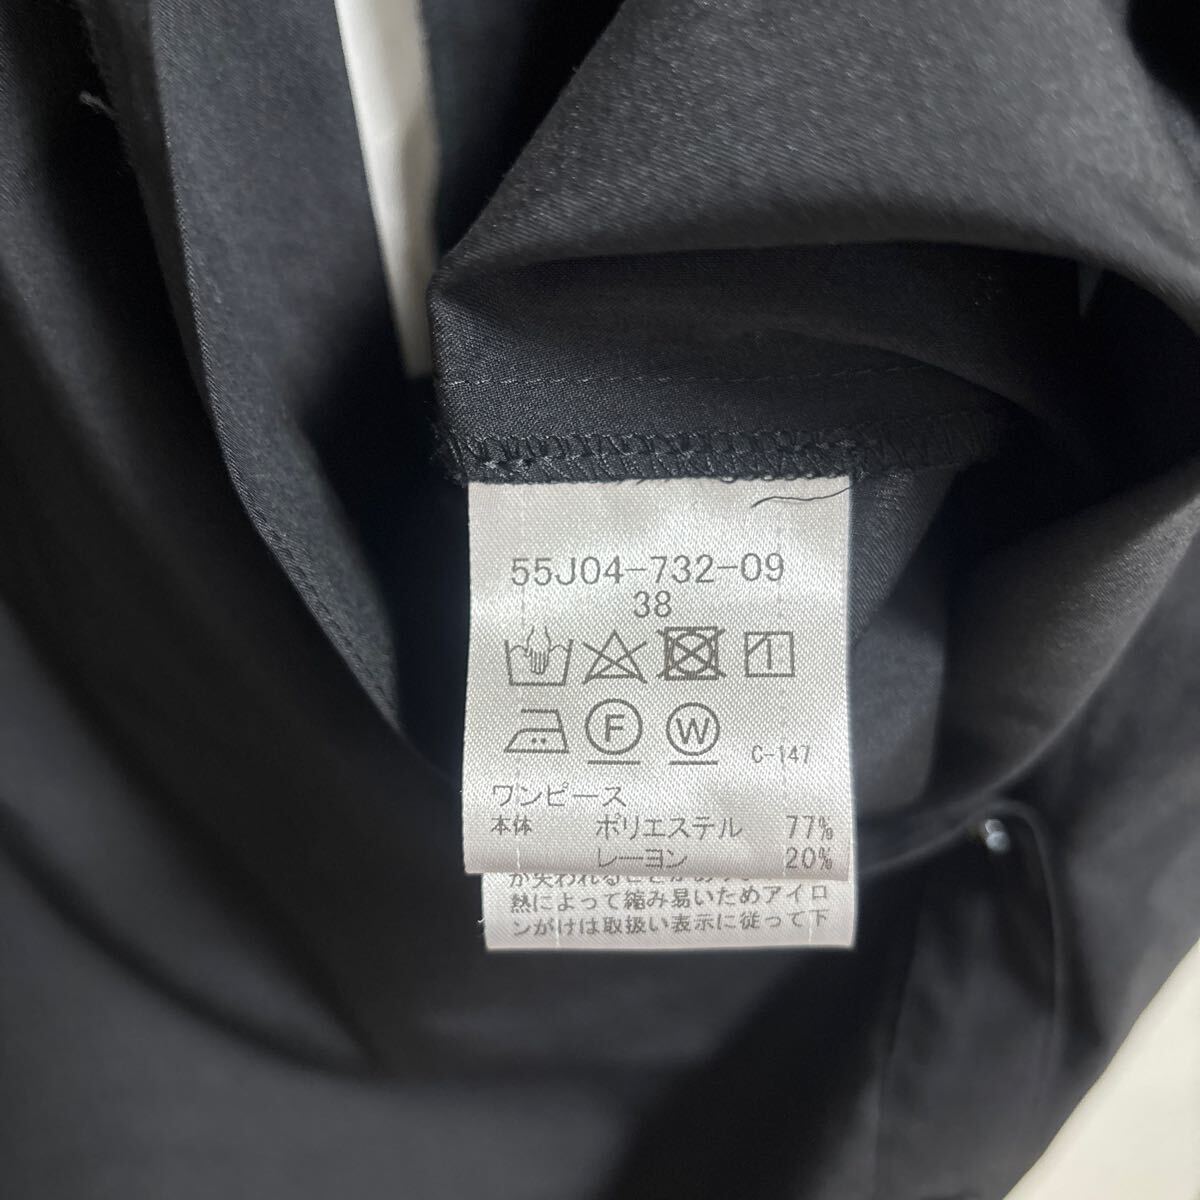 55J04-732-09
38
F W C-147
ワンピース
本体 ポリエステル 77%
レーヨン 20%
熱によって縮み易いためアイロ
ンがけは取扱い表示に従って下